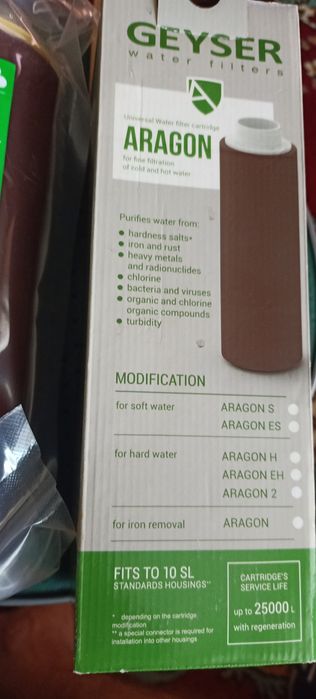 GEYSER
water filters
Universal Water filter cartridge
ARAGON
for fine filtration
of cold and hot water
Purifies water from:
• hardness salts*
• iron and rust
• heavy metals
and radionuclides
• chlorine
• bacteria and viruses
• organic and chlorine
organic compounds
• turbidity
MODIFICATION
for soft water ARAGON S
ARAGON ES
for hard water ARAGON H
ARAGON EH
ARAGON 2
for iron removal ARAGON
FITS TO 10 SL
STANDARDS HOUSINGS**
* depending on the cartridge
modification
** a special connector is required for
installation into other housings
CARTRIDGE'S
SERVICE LIFE
up to 25000 L
with regeneration